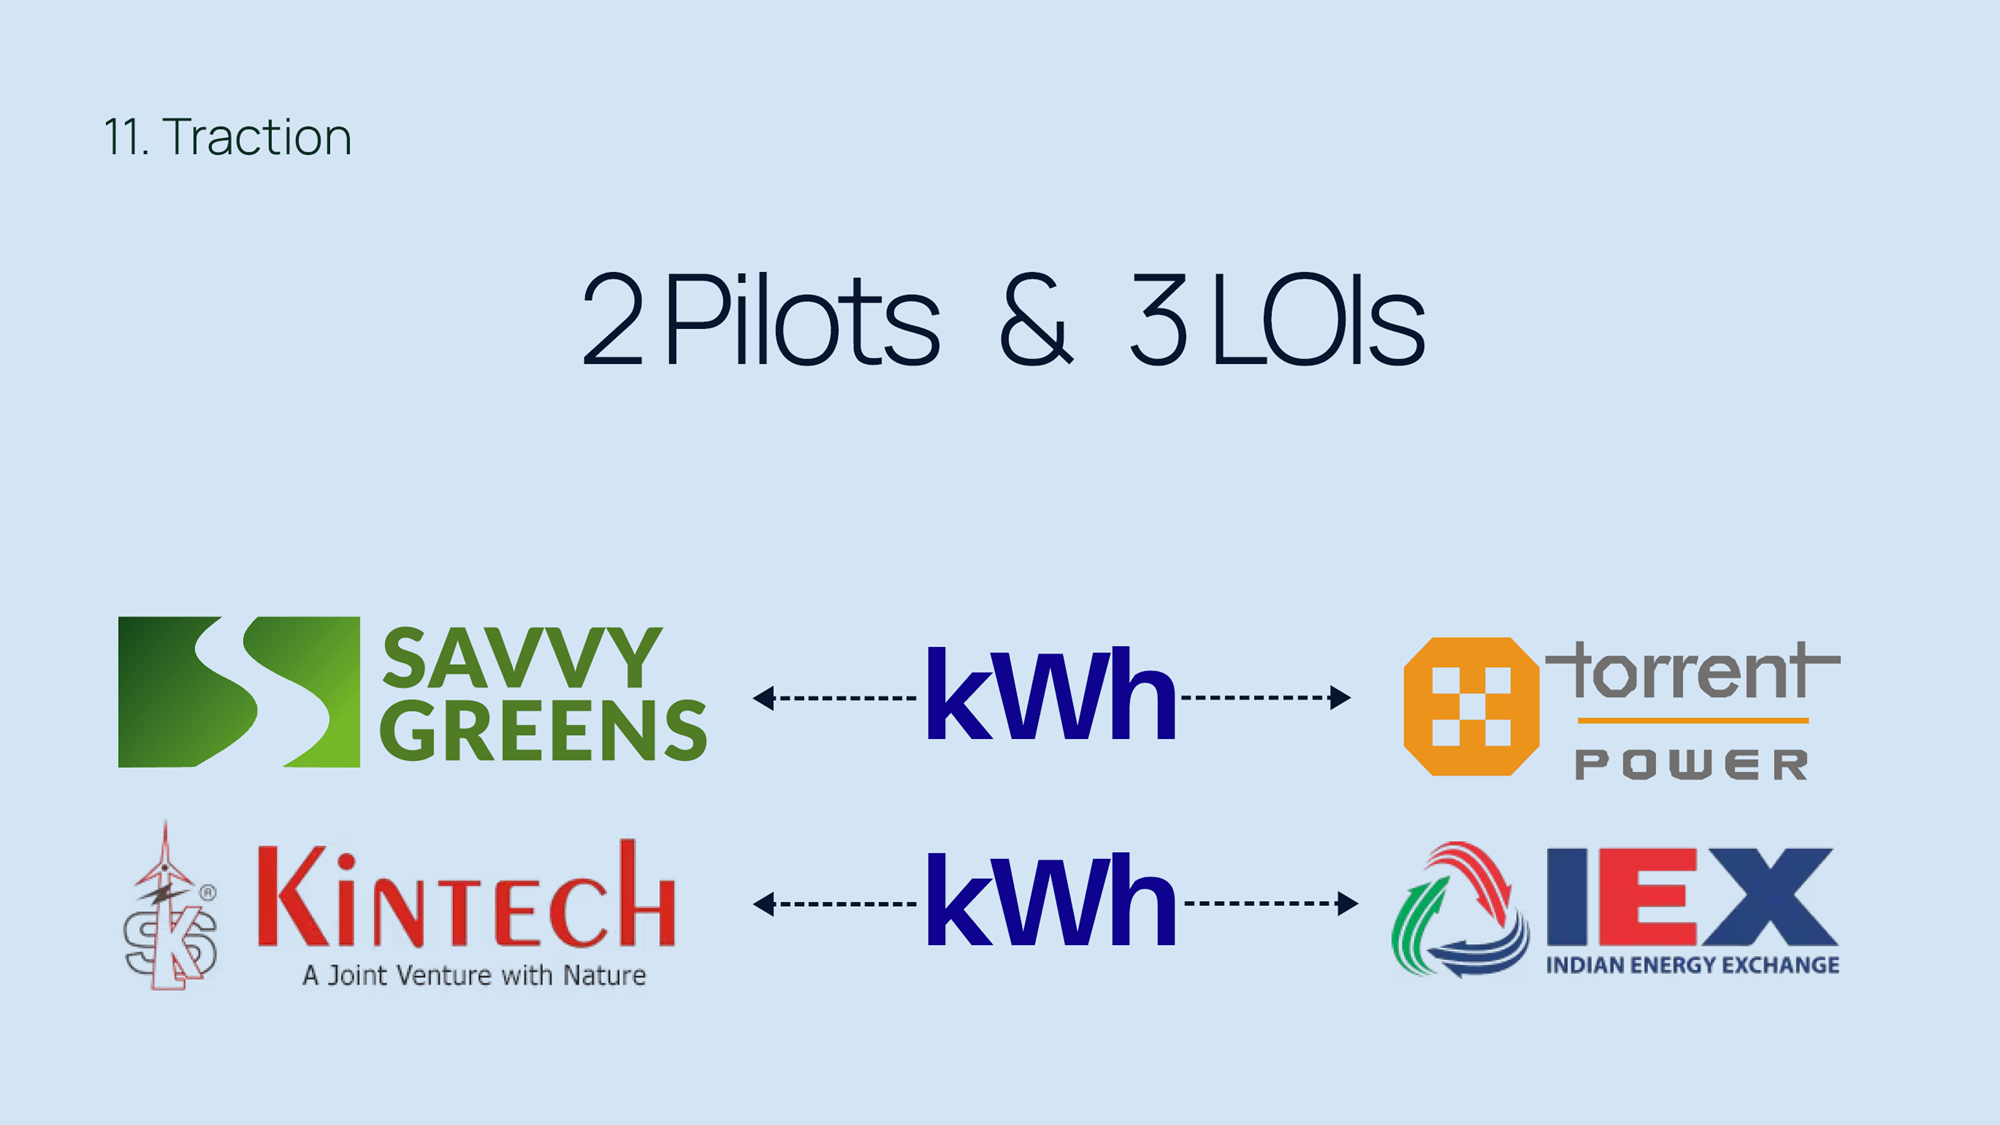 11. Traction
2 Pilots & 3 LOIs
SAVVY
GREENS
kWh
torrent
POWER
SKS
®
KINTECH
A Joint Venture with Nature
kWh
IEX
INDIAN ENERGY EXCHANGE